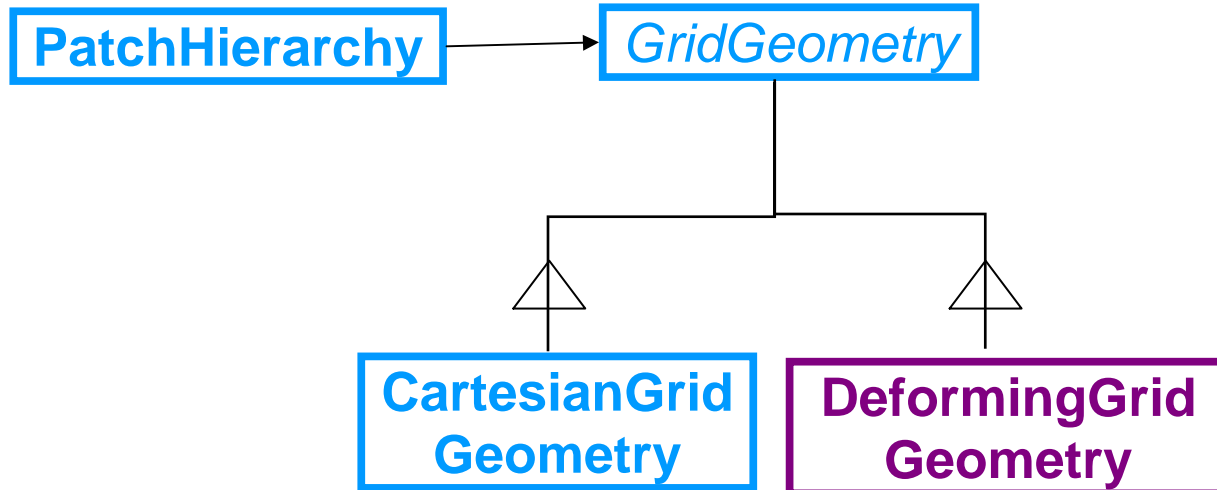 PatchHierarchy
GridGeometry
CartesianGrid
Geometry
DeformingGrid
Geometry